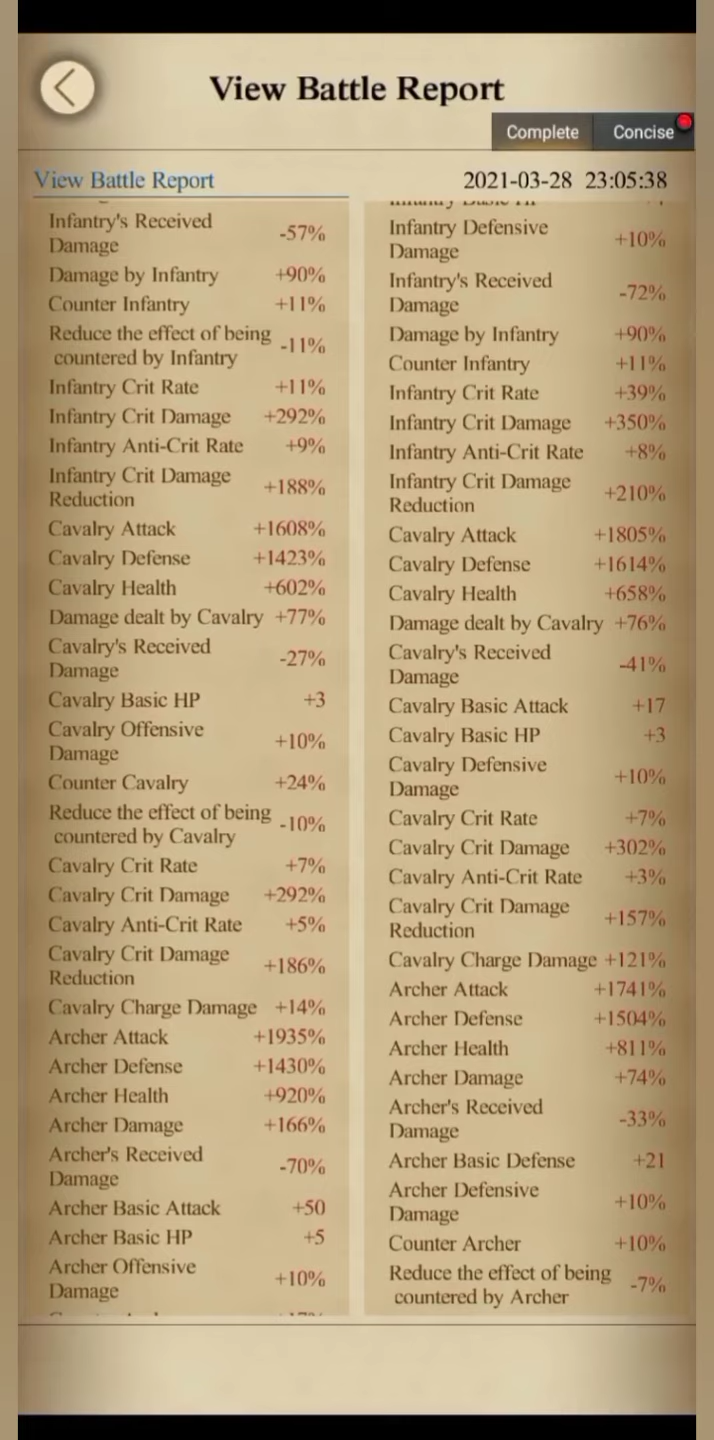 View Battle Report
Complete
Concise
View Battle Report
2021-03-28 23:05:38
Infantry's Received
Damage -57%
Damage by Infantry +90%
Counter Infantry +11%
Reduce the effect of being
countered by Infantry -11%
Infantry Crit Rate +11%
Infantry Crit Damage +292%
Infantry Anti-Crit Rate +9%
Infantry Crit Damage
Reduction +188%
Cavalry Attack +1608%
Cavalry Defense +1423%
Cavalry Health +602%
Damage dealt by Cavalry +77%
Cavalry's Received
Damage -27%
Cavalry Basic HP +3
Cavalry Offensive
Damage +10%
Counter Cavalry +24%
Reduce the effect of being
countered by Cavalry -10%
Cavalry Crit Rate +7%
Cavalry Crit Damage +292%
Cavalry Anti-Crit Rate +5%
Cavalry Crit Damage
Reduction +186%
Cavalry Charge Damage +14%
Archer Attack +1935%
Archer Defense +1430%
Archer Health +920%
Archer Damage +166%
Archer's Received
Damage -70%
Archer Basic Attack +50
Archer Basic HP +5
Archer Offensive
Damage +10%
Infantry Defensive
Damage +10%
Infantry's Received
Damage -72%
Damage by Infantry +90%
Counter Infantry +11%
Infantry Crit Rate +39%
Infantry Crit Damage +350%
Infantry Anti-Crit Rate +8%
Infantry Crit Damage
Reduction +210%
Cavalry Attack +1805%
Cavalry Defense +1614%
Cavalry Health +658%
Damage dealt by Cavalry +76%
Cavalry's Received
Damage -41%
Cavalry Basic Attack +17
Cavalry Basic HP +3
Cavalry Defensive
Damage +10%
Cavalry Crit Rate +7%
Cavalry Crit Damage +302%
Cavalry Anti-Crit Rate +3%
Cavalry Crit Damage
Reduction +157%
Cavalry Charge Damage +121%
Archer Attack +1741%
Archer Defense +1504%
Archer Health +811%
Archer Damage +74%
Archer's Received
Damage -33%
Archer Basic Defense +21
Archer Defensive
Damage +10%
Counter Archer +10%
Reduce the effect of being
countered by Archer -7%